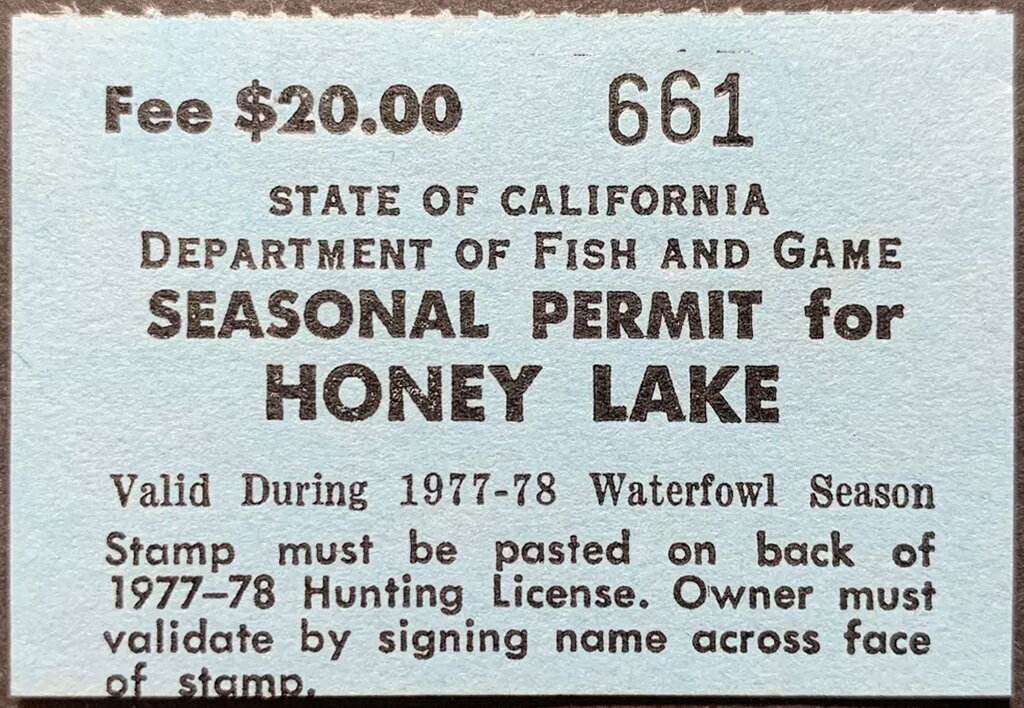 Fee $20.00 661
STATE OF CALIFORNIA
DEPARTMENT OF FISH AND GAME
SEASONAL PERMIT for
HONEY LAKE
Valid During 1977-78 Waterfowl Season
Stamp must be pasted on back of
1977–78 Hunting License. Owner must
validate by signing name across face
of stamp.